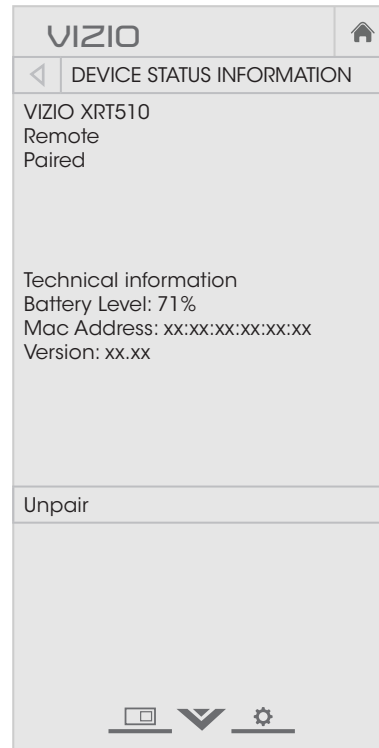 VIZIO
DEVICE STATUS INFORMATION
VIZIO XRT510
Remote
Paired
Technical information
Battery Level: 71%
Mac Address: xx:xx:xx:xx:xx:xx
Version: xx.xx
Unpair